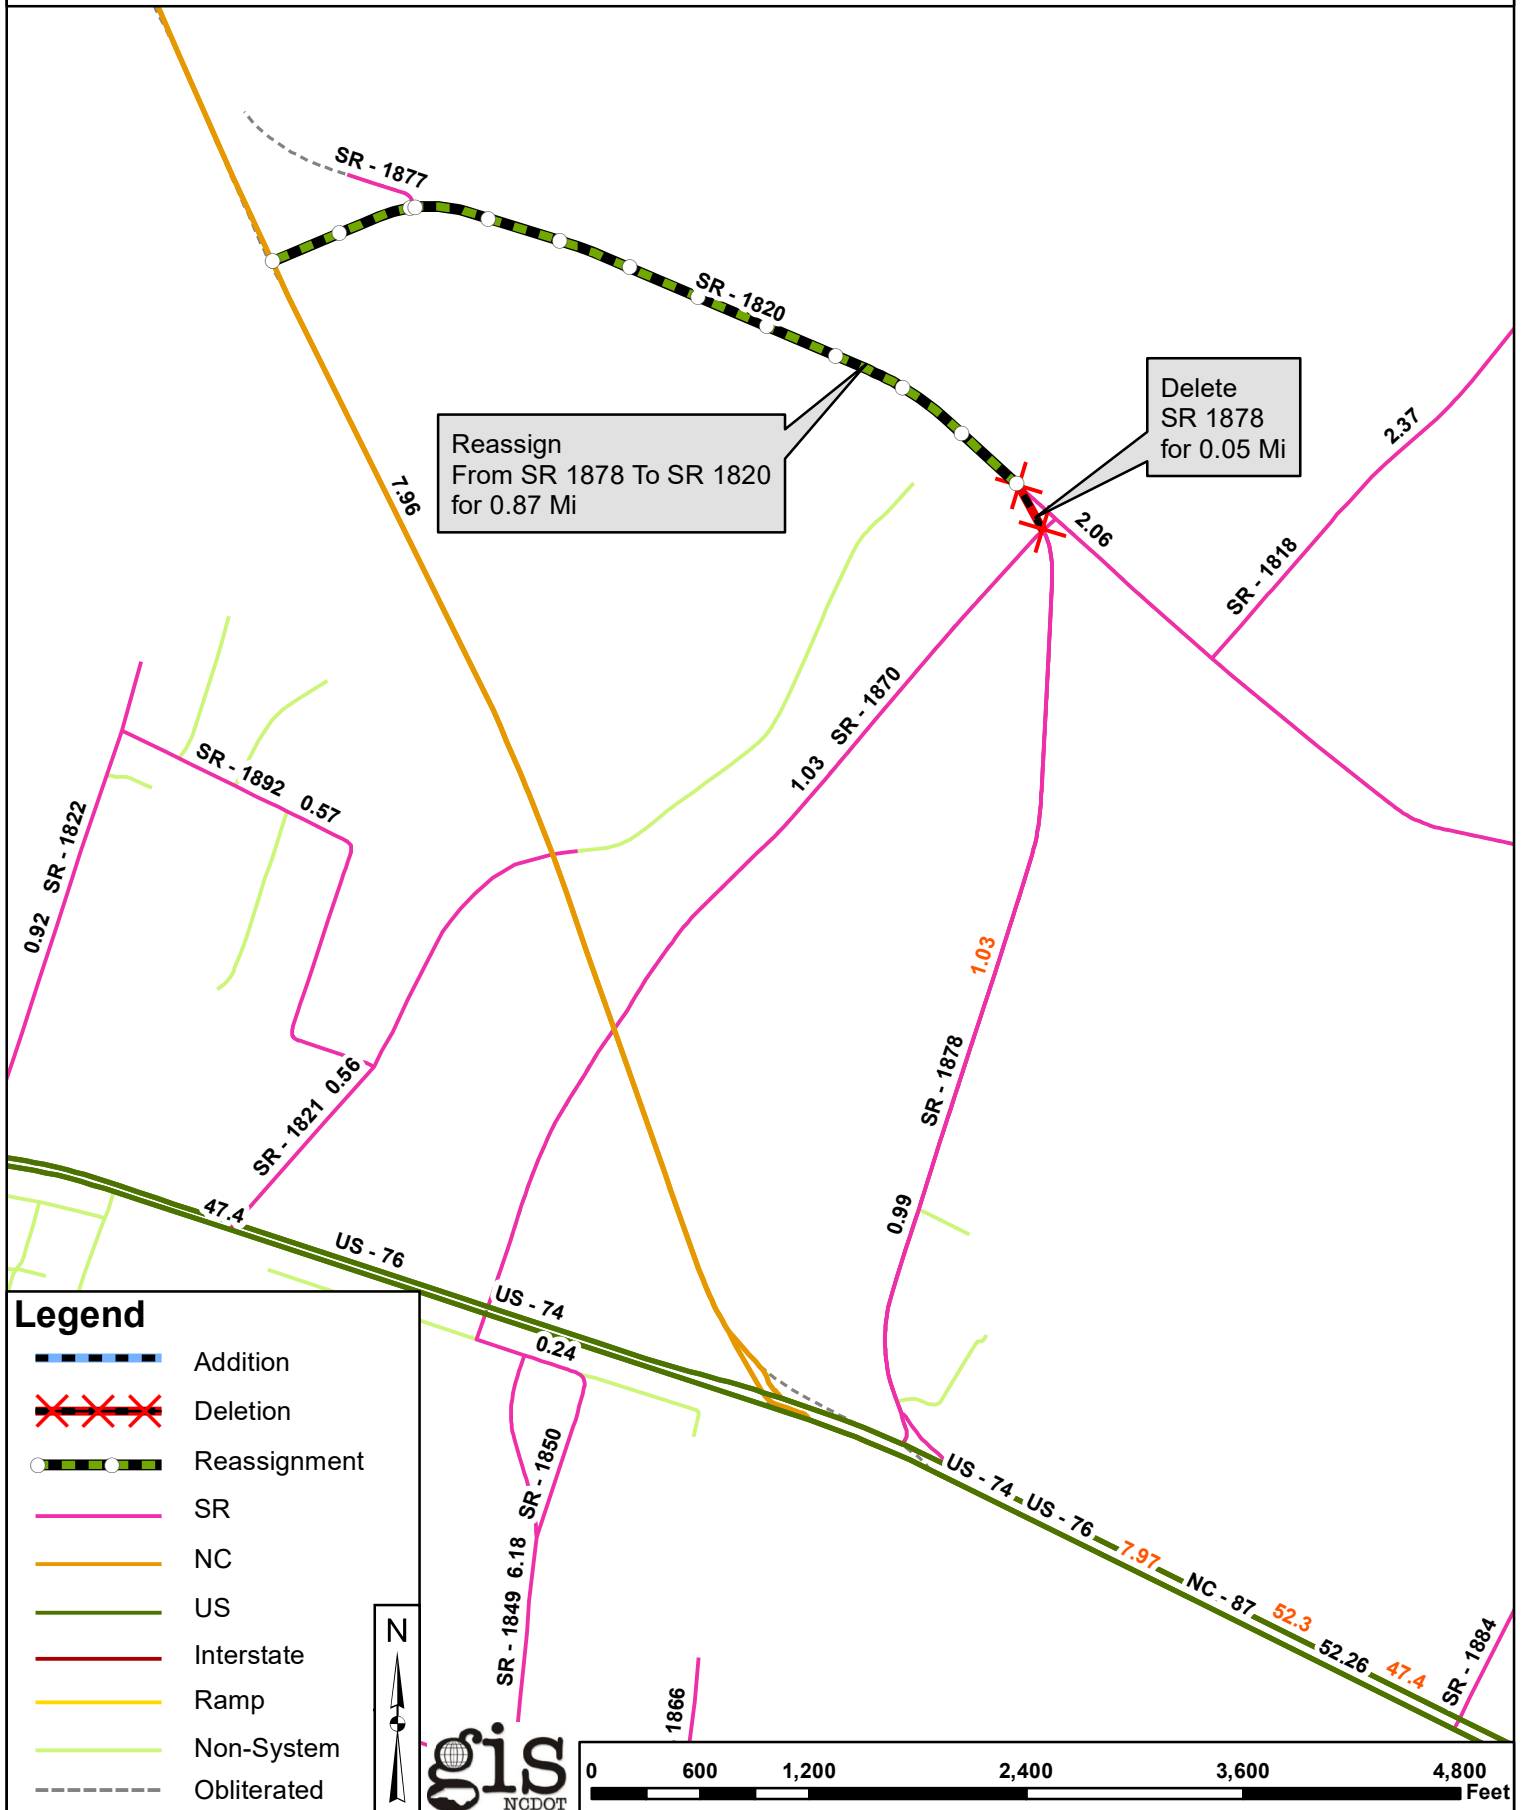 SR - 1877
SR - 1820
Delete
SR 1878
for 0.05 Mi
Reassign
From SR 1878 To SR 1820
for 0.87 Mi
2.37
7.96
2.06
SR - 1818
SR - 1870
1.03
SR - 1892 0.57
SR - 1822
0.92
1.03
SR - 1878
SR - 1821 0.56
0.99
47.4
US - 76
US - 74
0.24
SR - 1850
US - 74
US - 76
7.97
NC - 87
52.3
52.26
47.4
SR - 1884
SR - 1849 6.18
1866
Legend
Addition
Deletion
Reassignment
SR
NC
US
Interstate
Ramp
Non-System
Obliterated
N
gis
NCDOT
0 600 1,200 2,400 3,600 4,800
Feet